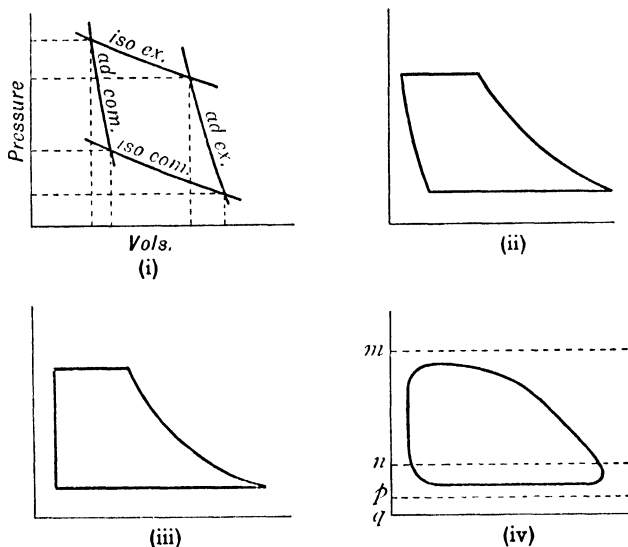 iso ex.
ad com.
ad ex.
iso com.
Pressure
Vols.
(i)
(ii)
(iii)
m
n
p
q
(iv)